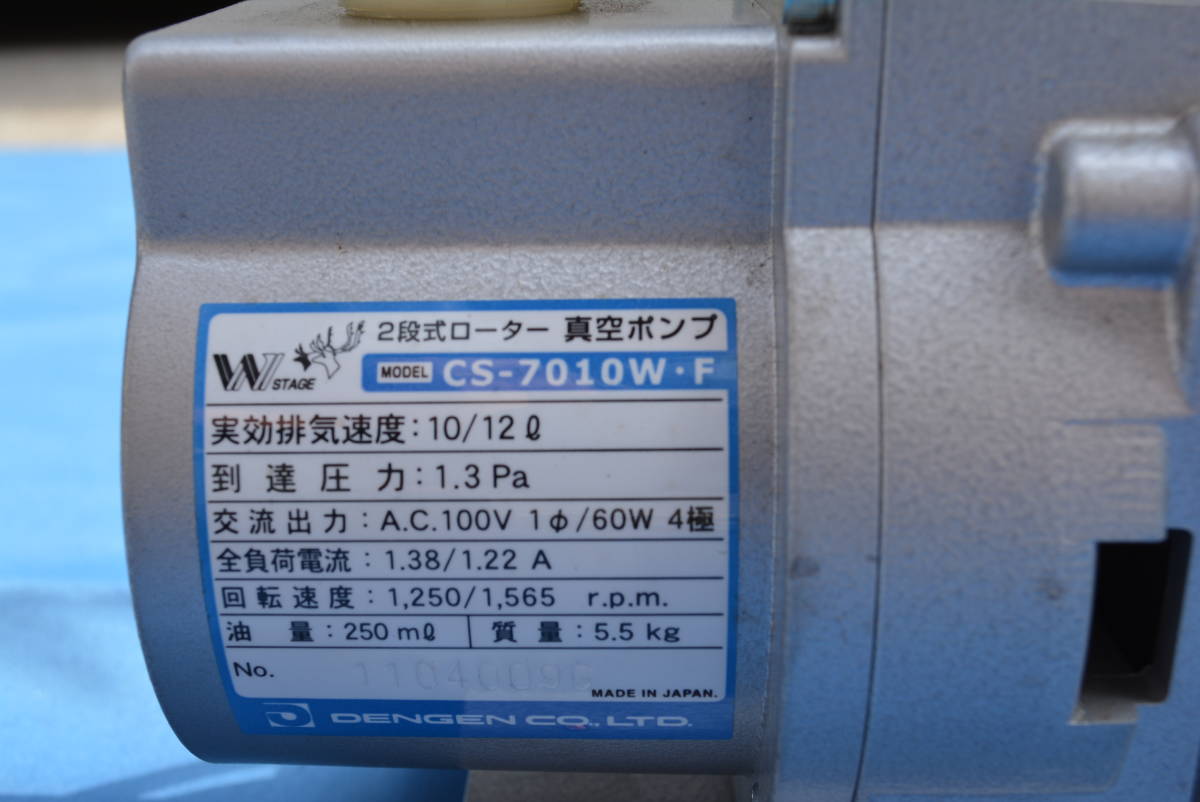 W STAGE
2段式ローター 真空ポンプ
MODEL CS-7010W・F
実効排気速度:10/12ℓ
到達圧力:1.3 Pa
交流出力:A.C.100V 1φ/60W 4極
全負荷電流:1.38/1.22 A
回転速度:1,250/1,565 r.p.m.
油量:250 mℓ 質量:5.5 kg
No.
MADE IN JAPAN.
DENGEN CO., LTD.